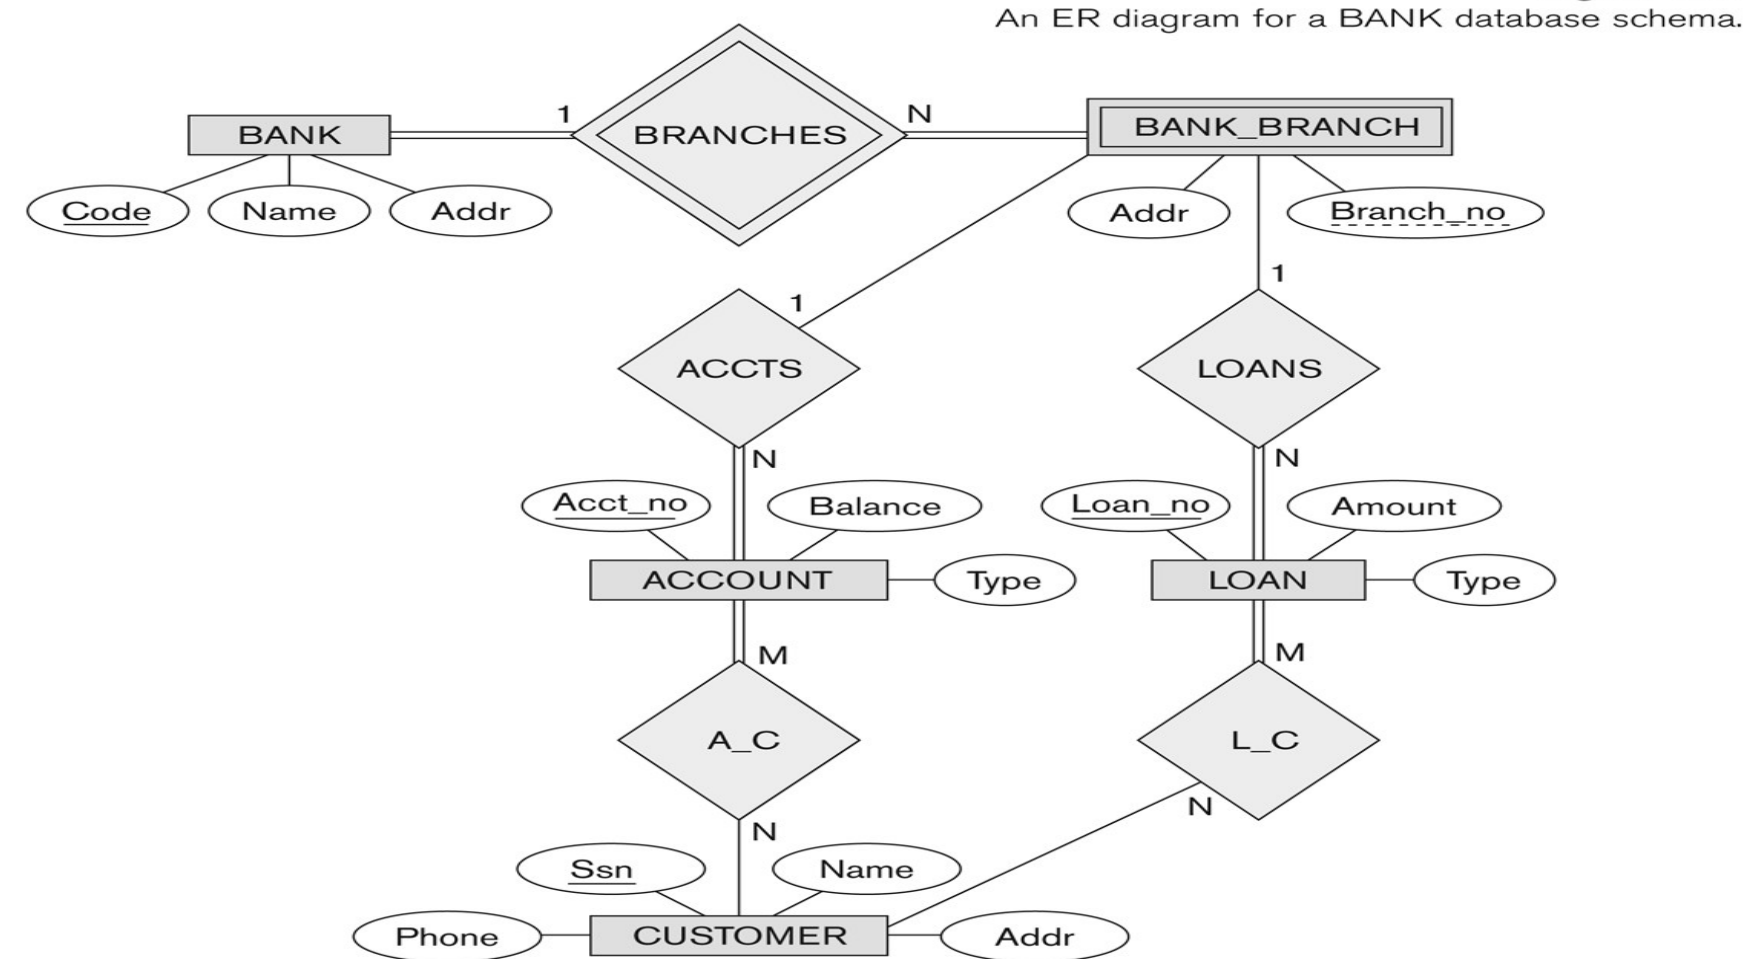 An ER diagram for a BANK database schema.
1
N
BANK
BRANCHES
BANK_BRANCH
Code
Name
Addr
Addr
Branch_no
1
1
ACCTS
LOANS
N
N
Acct_no
Balance
Loan_no
Amount
ACCOUNT
Type
LOAN
Type
M
M
A_C
L_C
N
N
Ssn
Name
Phone
CUSTOMER
Addr